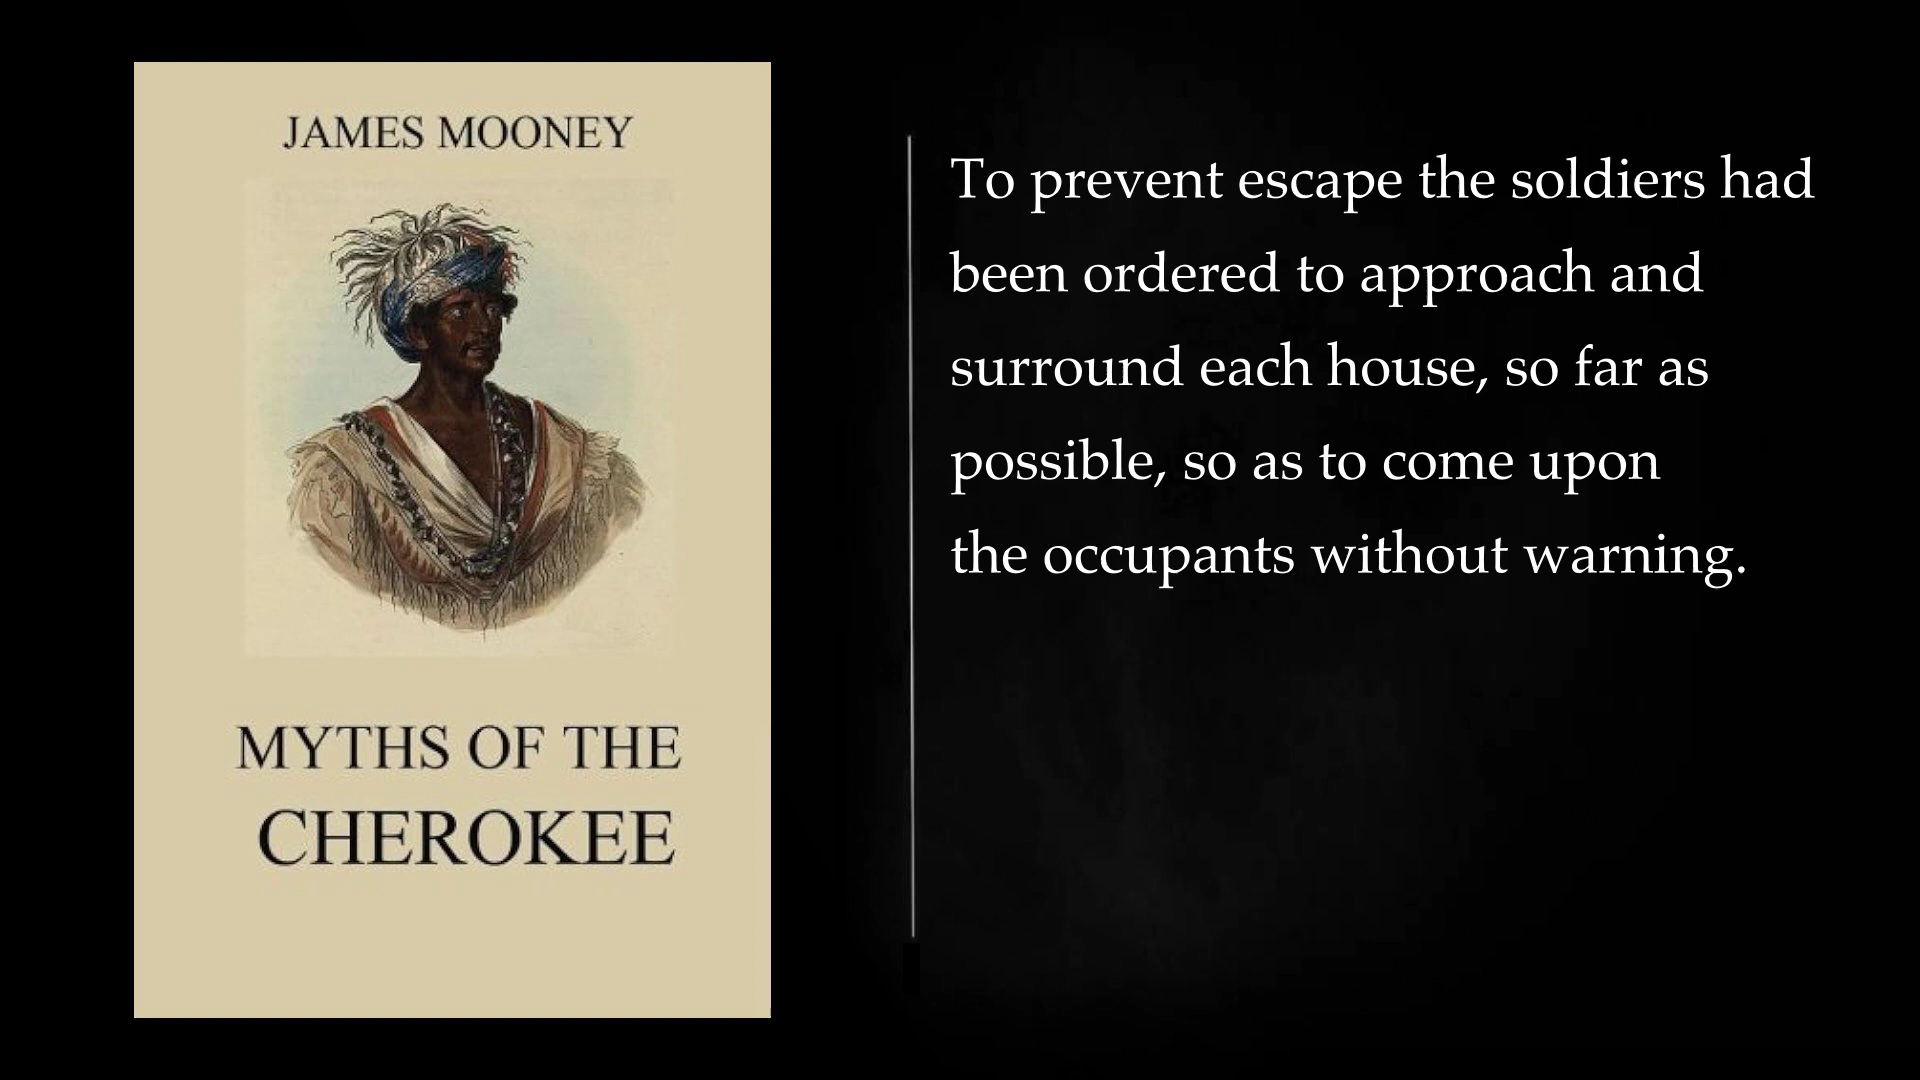 JAMES MOONEY
MYTHS OF THE
CHEROKEE
To prevent escape the soldiers had
been ordered to approach and
surround each house, so far as
possible, so as to come upon
the occupants without warning.